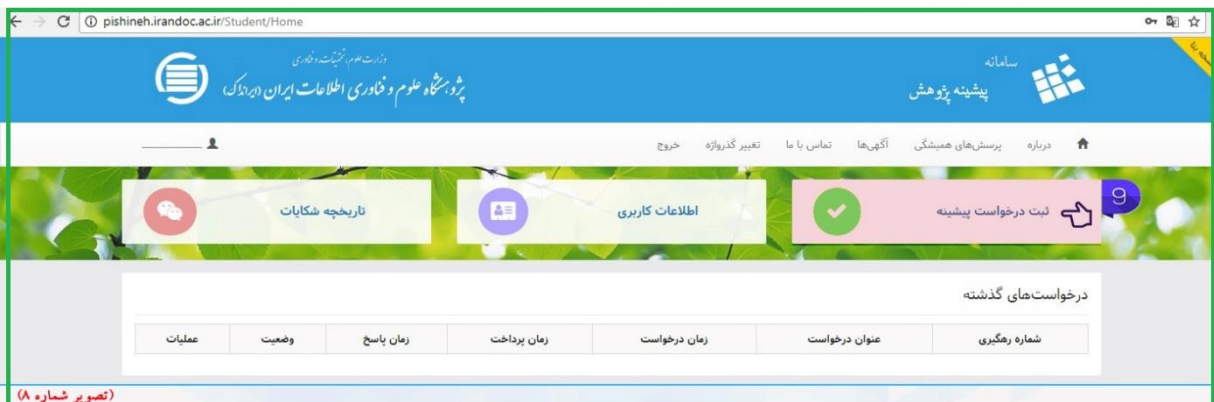 pishineh.irandoc.ac.ir/Student/Home
سامانه
پیشینه پژوهش
وزارت علوم، تحقیقات و فناوری
پژوهشگاه علوم و فناوری اطلاعات ایران (ایرانداک)
درباره پرسش‌های همیشگی آگهی‌ها تماس با ما تغییر گذرواژه خروج
9
ثبت درخواست پیشینه
اطلاعات کاربری
تاریخچه شکایات
درخواست‌های گذشته
شماره رهگیری عنوان درخواست زمان درخواست زمان پرداخت زمان پاسخ وضعیت عملیات
(تصویر شماره ۸)